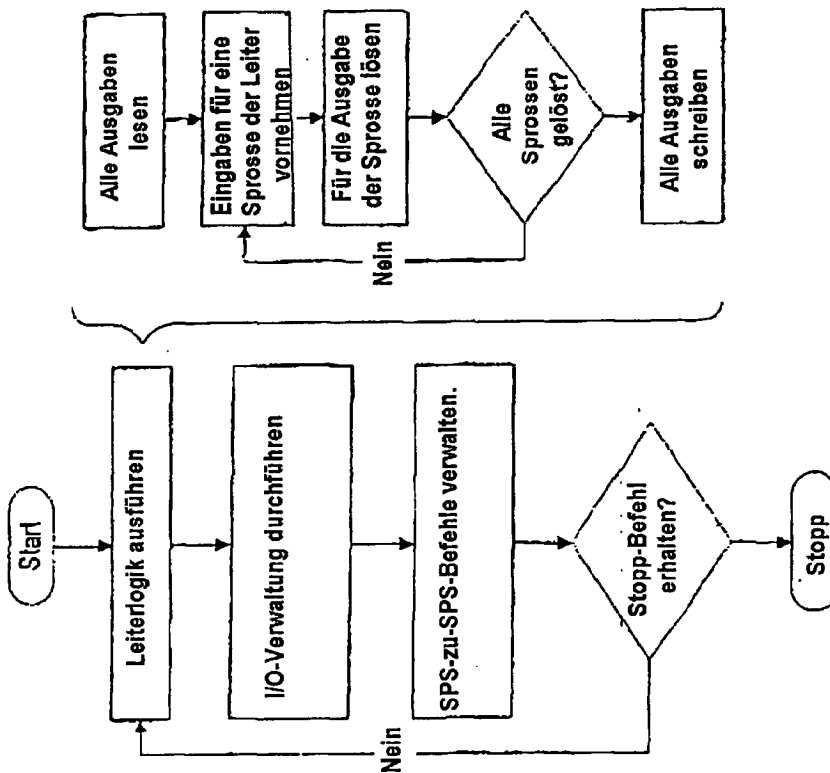 Start
Leiterlogik ausführen
I/O-Verwaltung durchführen
SPS-zu-SPS-Befehle verwalten.
Stopp-Befehl
erhalten?
Nein
Stopp
Alle Ausgaben
lesen
Eingaben für eine
Sprosse der Leiter
vornehmen
Für die Ausgabe
der Sprosse lösen
Alle
Sprossen
gelöst?
Nein
Alle Ausgaben
schreiben